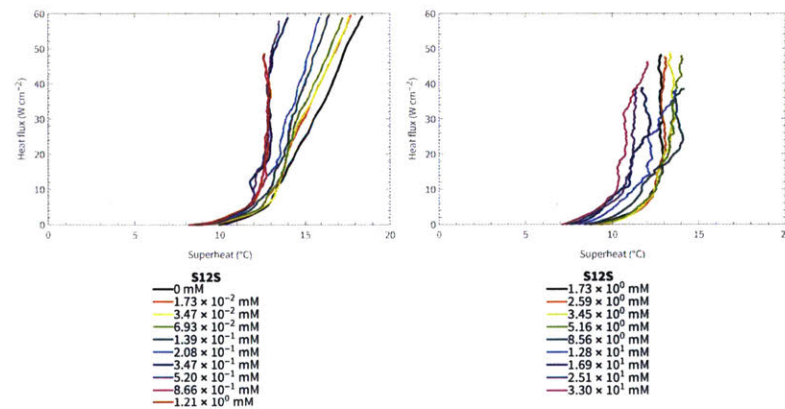 60
50
40
30
20
10
0
Heat flux (W cm⁻²)
0
5
10
15
20
Superheat (°C)
S12S
0 mM
1.73 × 10⁻² mM
3.47 × 10⁻² mM
6.93 × 10⁻² mM
1.39 × 10⁻¹ mM
2.08 × 10⁻¹ mM
3.47 × 10⁻¹ mM
5.20 × 10⁻¹ mM
8.66 × 10⁻¹ mM
1.21 × 10⁰ mM
60
50
40
30
20
10
0
Heat flux (W cm⁻²)
5
10
15
Superheat (°C)
S12S
1.73 × 10⁰ mM
2.59 × 10⁰ mM
3.45 × 10⁰ mM
5.16 × 10⁰ mM
8.56 × 10⁰ mM
1.28 × 10¹ mM
1.69 × 10¹ mM
2.51 × 10¹ mM
3.30 × 10¹ mM